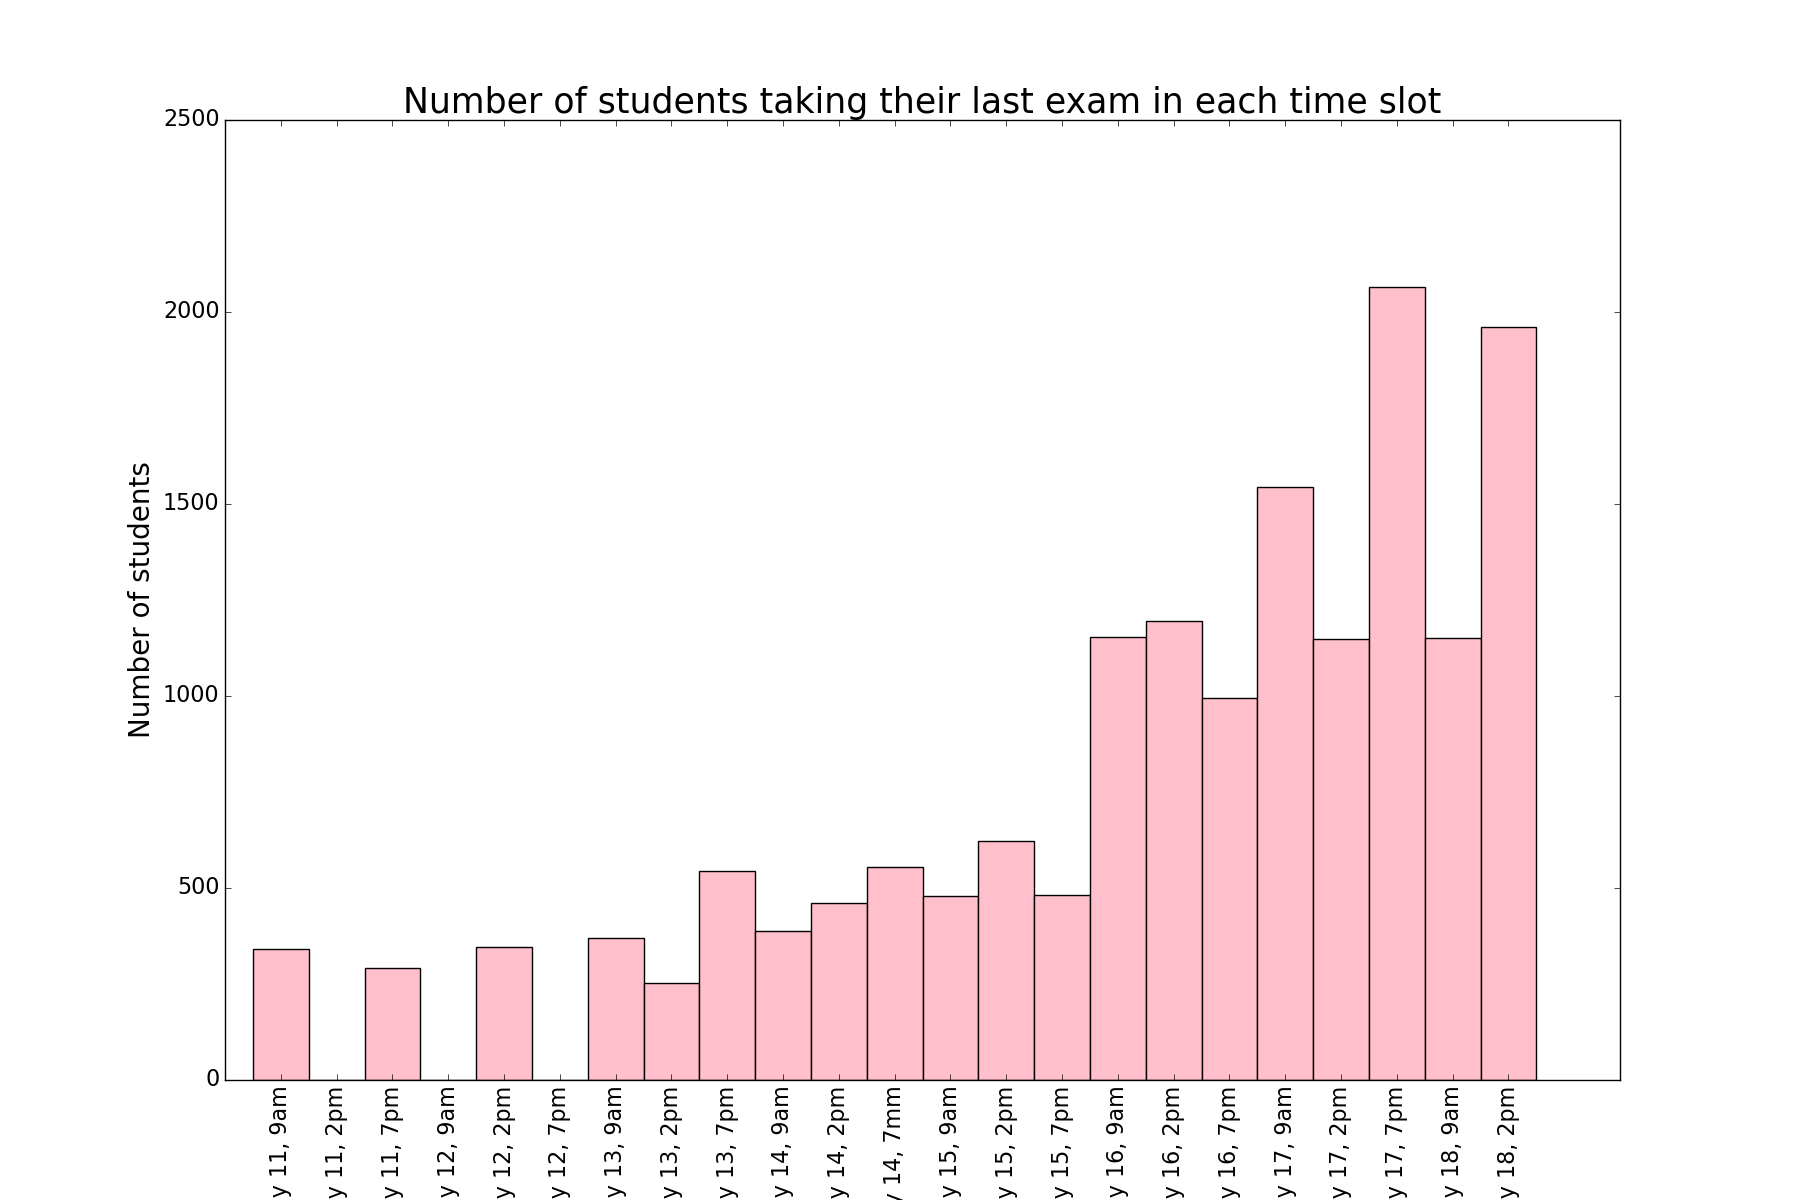 Number of students taking their last exam in each time slot
Number of students
2500
2000
1500
1000
500
0
y 11, 9am
y 11, 2pm
y 11, 7pm
y 12, 9am
y 12, 2pm
y 12, 7pm
y 13, 9am
y 13, 2pm
y 13, 7pm
y 14, 9am
y 14, 2pm
y 14, 7mm
y 15, 9am
y 15, 2pm
y 15, 7pm
y 16, 9am
y 16, 2pm
y 16, 7pm
y 17, 9am
y 17, 2pm
y 17, 7pm
y 18, 9am
y 18, 2pm